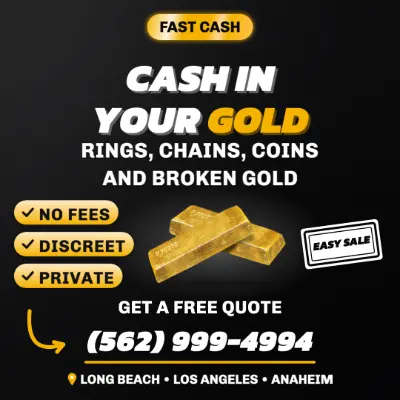 FAST CASH
CASH IN
YOUR GOLD
RINGS, CHAINS, COINS
AND BROKEN GOLD
NO FEES
DISCREET
PRIVATE
EASY SALE
GET A FREE QUOTE
(562) 999-4994
LONG BEACH • LOS ANGELES • ANAHEIM